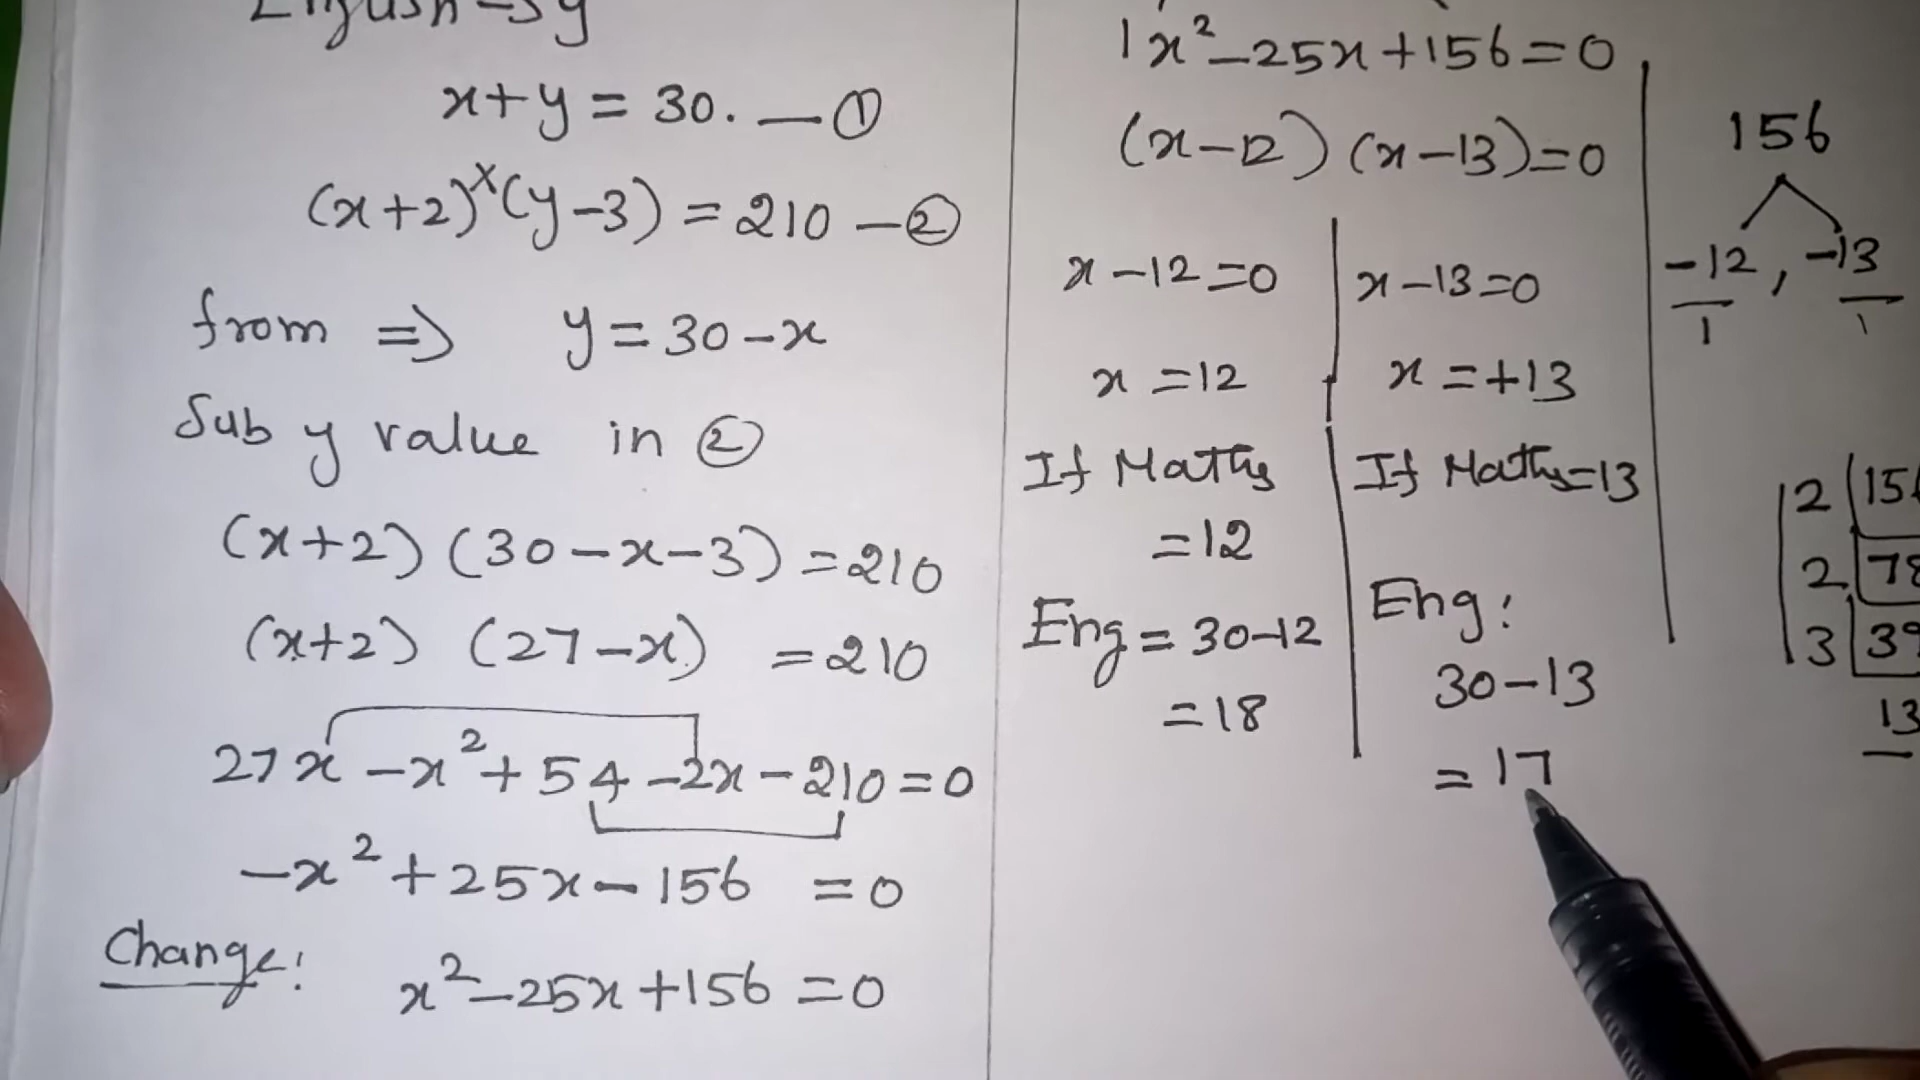 English - y
x + y = 30. — ①
(x+2)×(y-3) = 210 — ②
from ⇒ y = 30 - x
Sub y value in ②
(x+2) (30 - x - 3) = 210
(x+2) (27 - x) = 210
27x - x² + 54 - 2x - 210 = 0
-x² + 25x - 156 = 0
Change: x² - 25x + 156 = 0
1x² - 25x + 156 = 0
(x-12) (x-13) = 0
x - 12 = 0
x = 12
If Maths
= 12
Eng = 30 - 12
= 18
x - 13 = 0
x = +13
If Maths = 13
Eng:
30 - 13
= 17
156
-12, -13
1 1
2
2
3
13